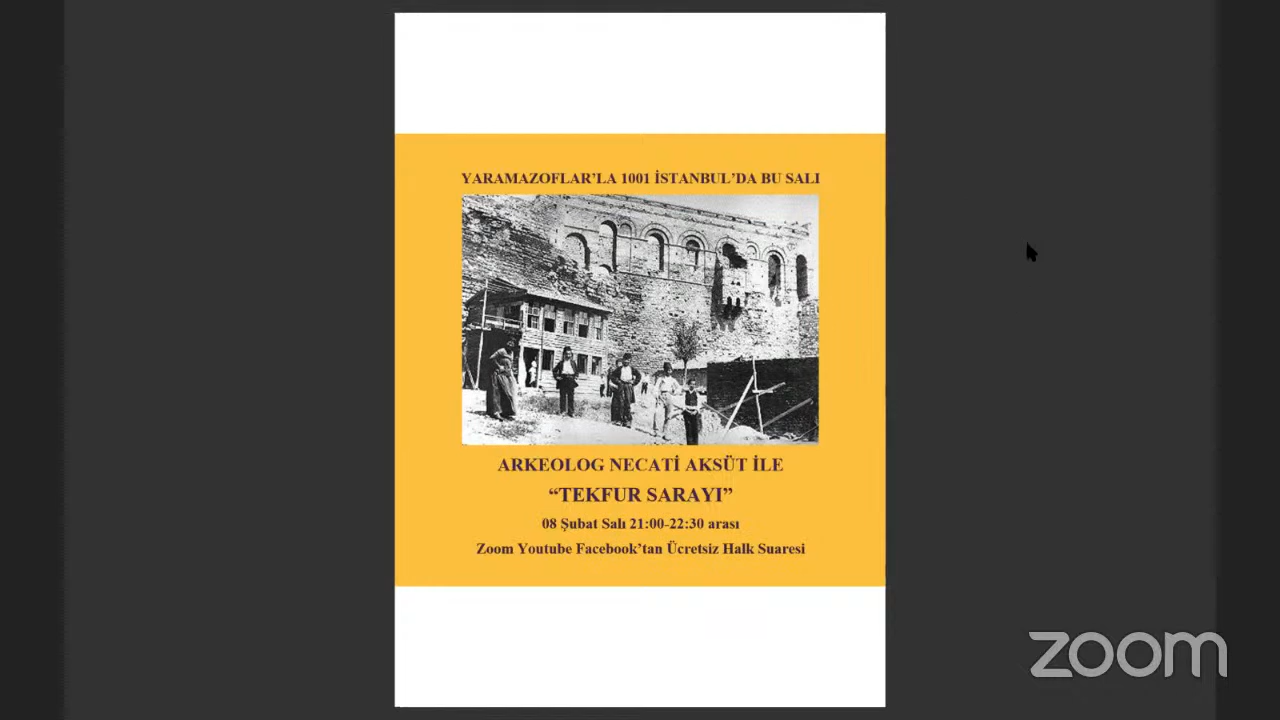 YARAMAZOFLAR’LA 1001 İSTANBUL’DA BU SALI
ARKEOLOG NECATİ AKSÜT İLE
“TEKFUR SARAYI”
08 Şubat Salı 21:00-22:30 arası
Zoom Youtube Facebook’tan Ücretsiz Halk Suaresi
zoom